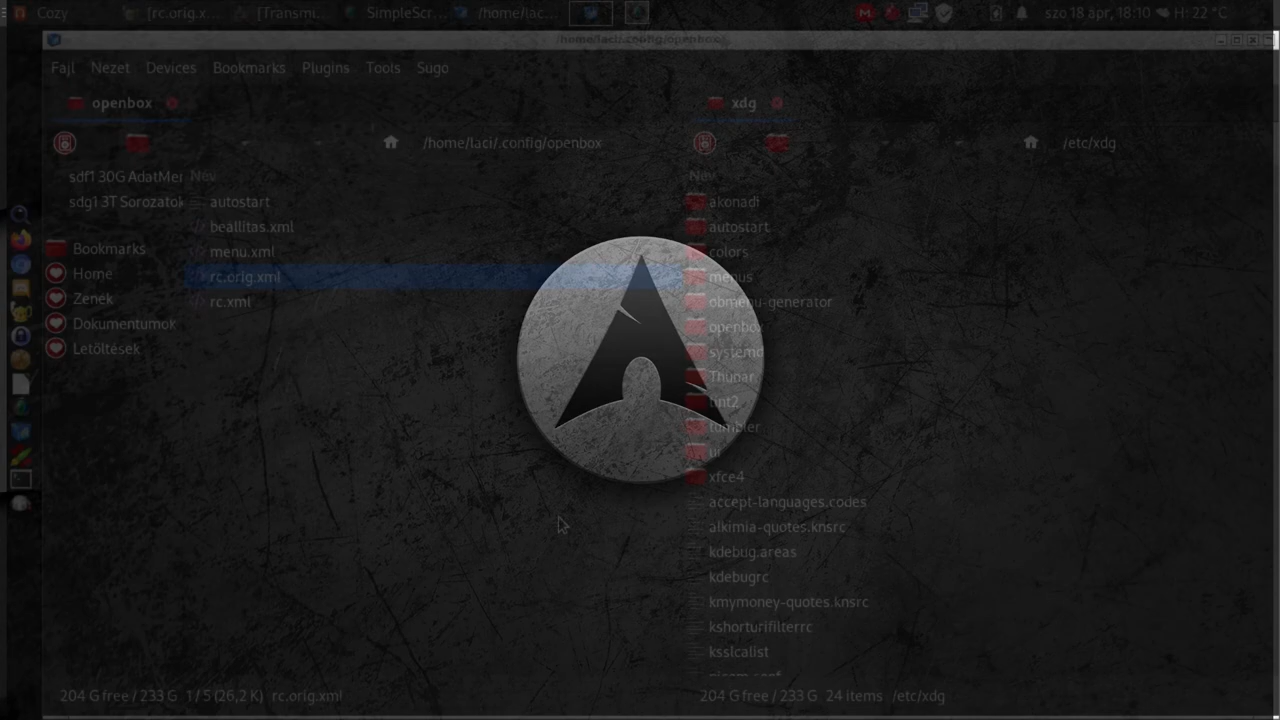 Cozy [rc.orig.x... [Transmi... SimpleScr... /home/lac... szo 18 apr, 18:10 H: 22 °C
/home/laci/.config/openbox/
Fajl Nezet Devices Bookmarks Plugins Tools Sugo
openbox xdg
/home/laci/.config/openbox /etc/xdg
sdf1 30G AdatMer Nev Nev
sdg1 3T Sorozatok autostart akonadi
beallitas.xml autostart
Bookmarks menu.xml colors
Home rc.orig.xml menus
Zenék rc.xml obmenu-generator
Dokumentumok openbox
Letöltések systemd
Thunar
tint2
tumbler
xfce4
accept-languages.codes
alkimia-quotes.knsrc
kdebug.areas
kdebugrc
kmymoney-quotes.knsrc
kshorturifilterrc
ksslcalist
204 G free / 233 G 1 / 5 (26,2 K) rc.orig.xml 204 G free / 233 G 24 items /etc/xdg